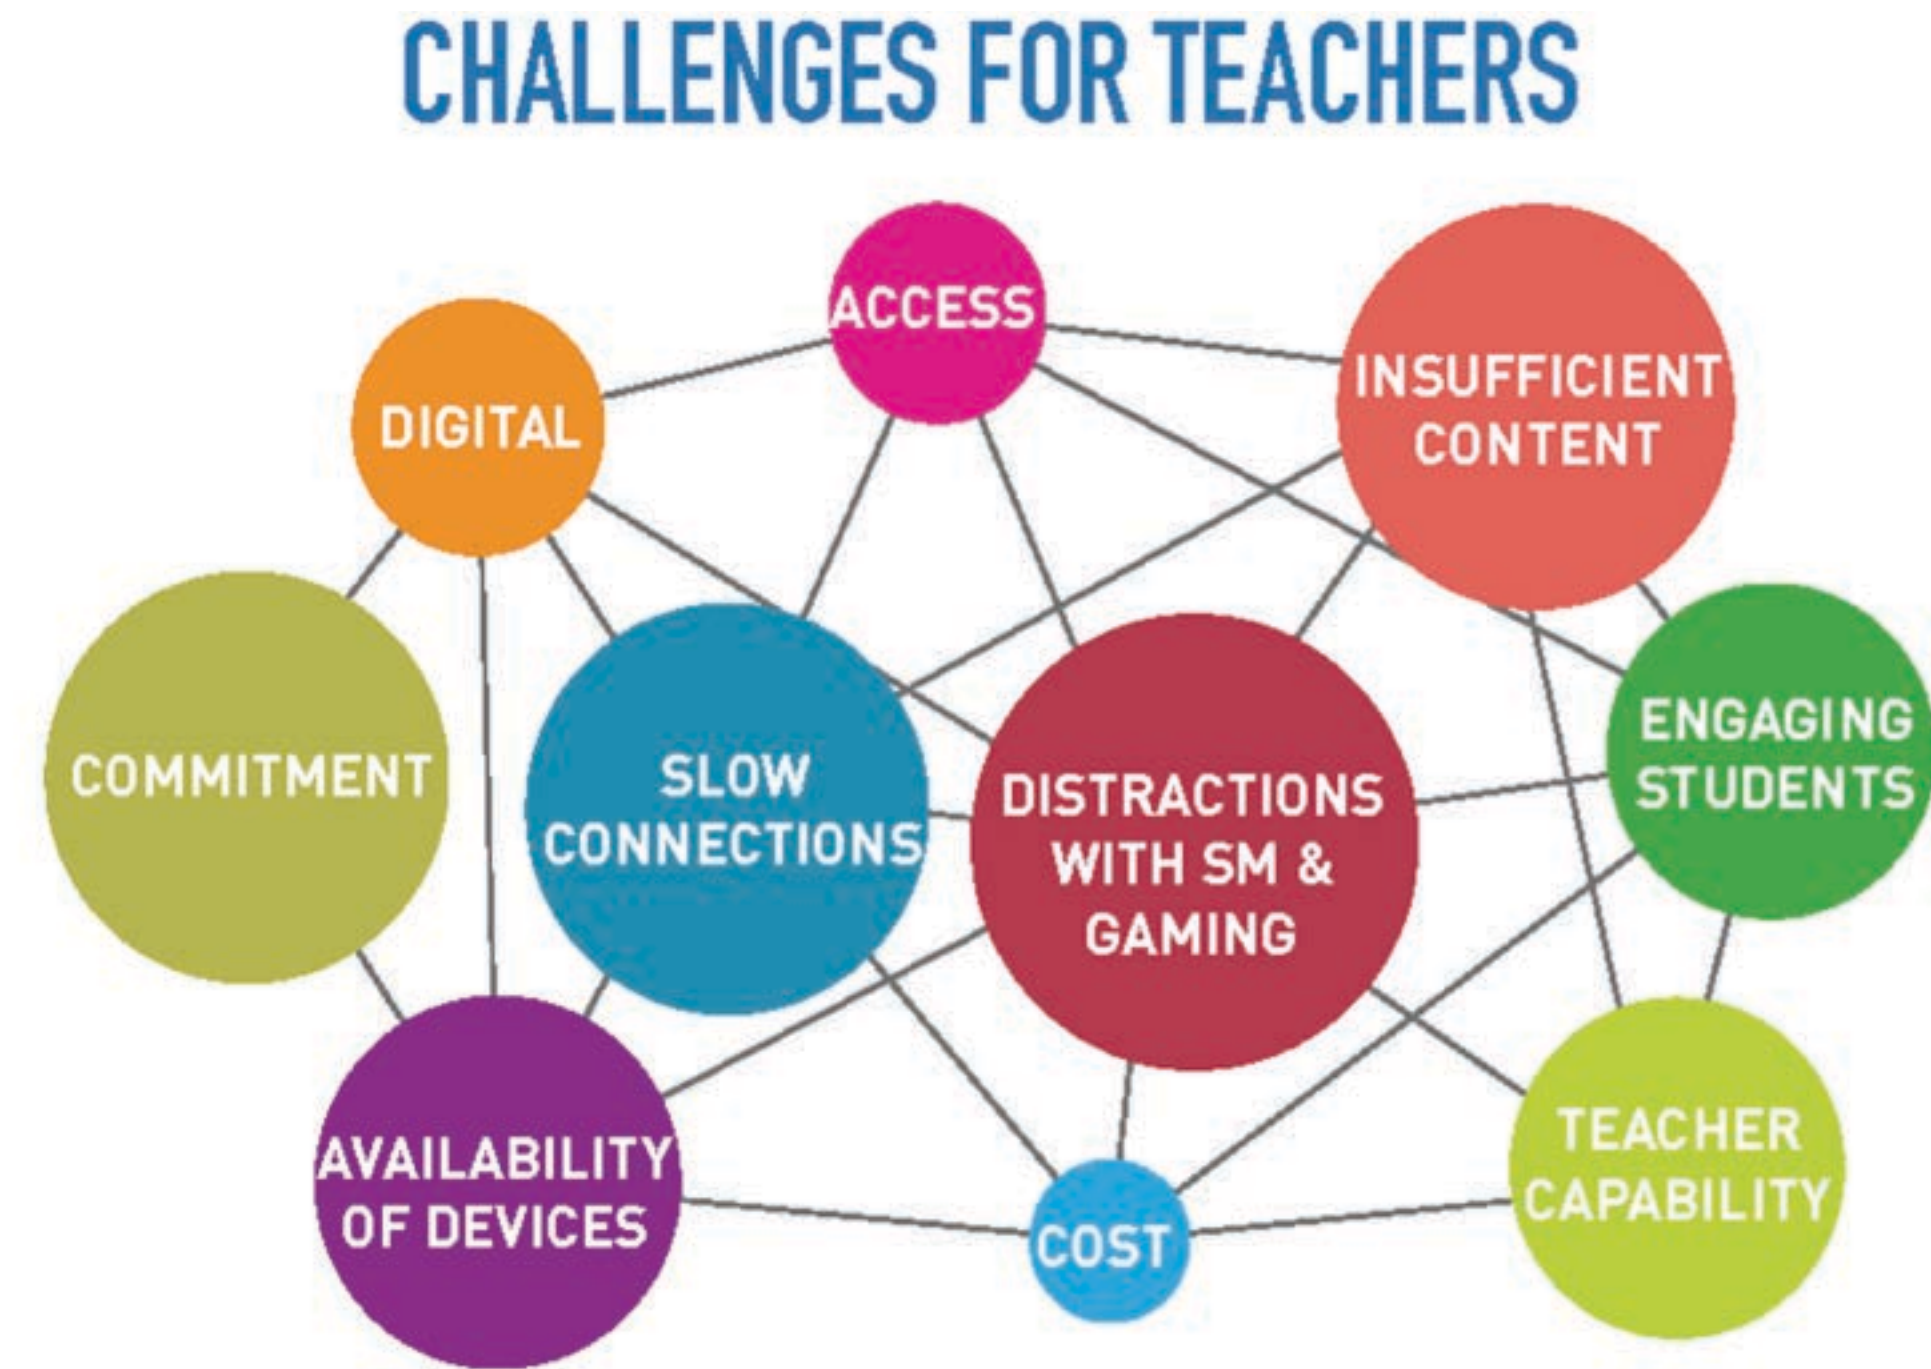 CHALLENGES FOR TEACHERS
ACCESS
INSUFFICIENT
CONTENT
DIGITAL
COMMITMENT
SLOW
CONNECTIONS
DISTRACTIONS
WITH SM &
GAMING
ENGAGING
STUDENTS
AVAILABILITY
OF DEVICES
COST
TEACHER
CAPABILITY